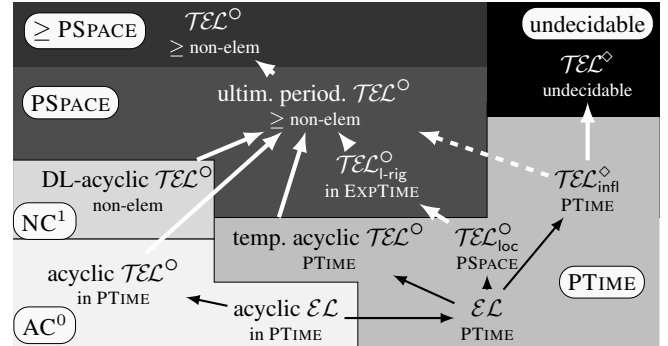 ≥ PSPACE
𝒯ℰℒ○
≥ non-elem
undecidable
𝒯ℰℒ◇
undecidable
PSPACE
ultim. period. 𝒯ℰℒ○
≥ non-elem
𝒯ℰℒ○l-rig
in EXPTIME
DL-acyclic 𝒯ℰℒ○
non-elem
NC¹
𝒯ℰℒ◇infl
PTIME
temp. acyclic 𝒯ℰℒ○
PTIME
𝒯ℰℒ○loc
PSPACE
PTIME
acyclic 𝒯ℰℒ○
in PTIME
AC⁰
acyclic ℰℒ
in PTIME
ℰℒ
PTIME